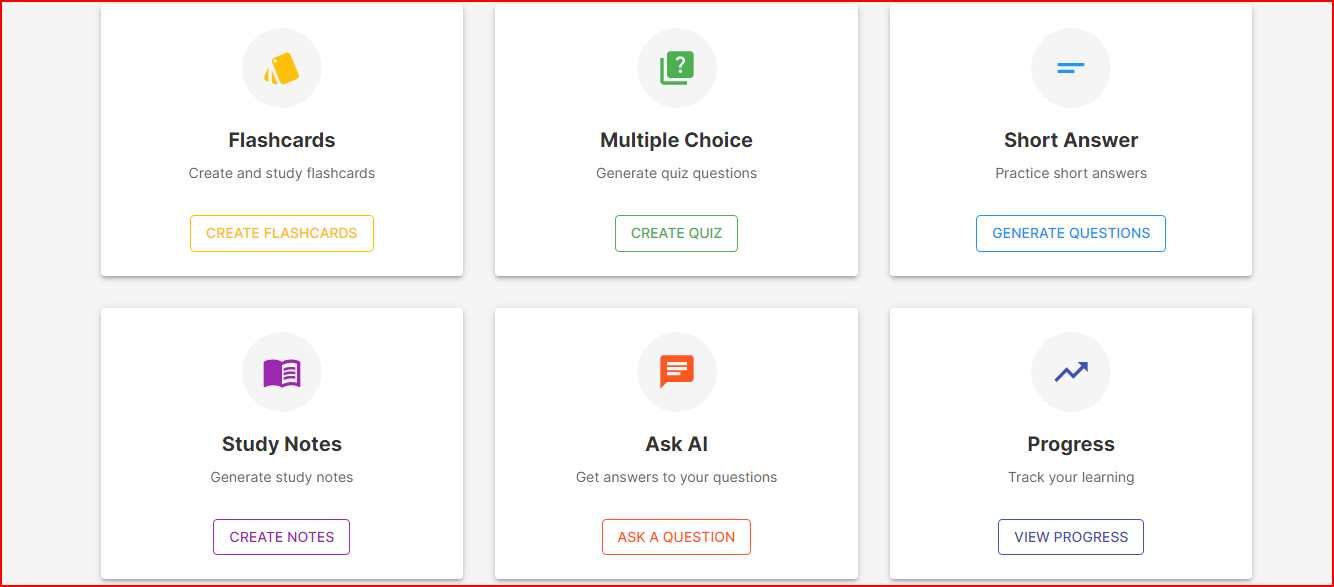 ?
Flashcards
Create and study flashcards
CREATE FLASHCARDS
Multiple Choice
Generate quiz questions
CREATE QUIZ
Short Answer
Practice short answers
GENERATE QUESTIONS
Study Notes
Generate study notes
CREATE NOTES
Ask AI
Get answers to your questions
ASK A QUESTION
Progress
Track your learning
VIEW PROGRESS